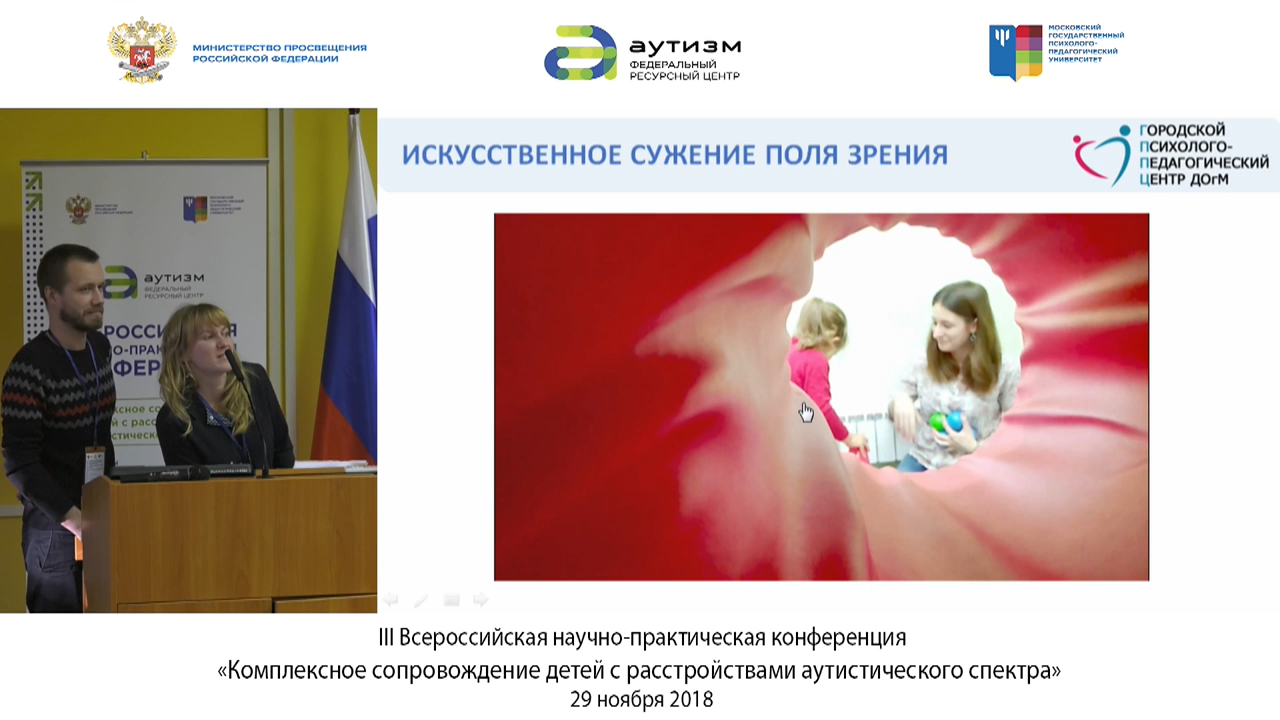 МИНИСТЕРСТВО ПРОСВЕЩЕНИЯ
РОССИЙСКОЙ ФЕДЕРАЦИИ
аутизм
ФЕДЕРАЛЬНЫЙ
РЕСУРСНЫЙ ЦЕНТР
МОСКОВСКИЙ
ГОСУДАРСТВЕННЫЙ
ПСИХОЛОГО-
ПЕДАГОГИЧЕСКИЙ
УНИВЕРСИТЕТ
ИСКУССТВЕННОЕ СУЖЕНИЕ ПОЛЯ ЗРЕНИЯ
ГОРОДСКОЙ
ПСИХОЛОГО-
ПЕДАГОГИЧЕСКИЙ
ЦЕНТР ДОгМ
аутизм
ФЕДЕРАЛЬНЫЙ
РЕСУРСНЫЙ ЦЕНТР
III Всероссийская научно-практическая конференция
«Комплексное сопровождение детей с расстройствами аутистического спектра»
29 ноября 2018